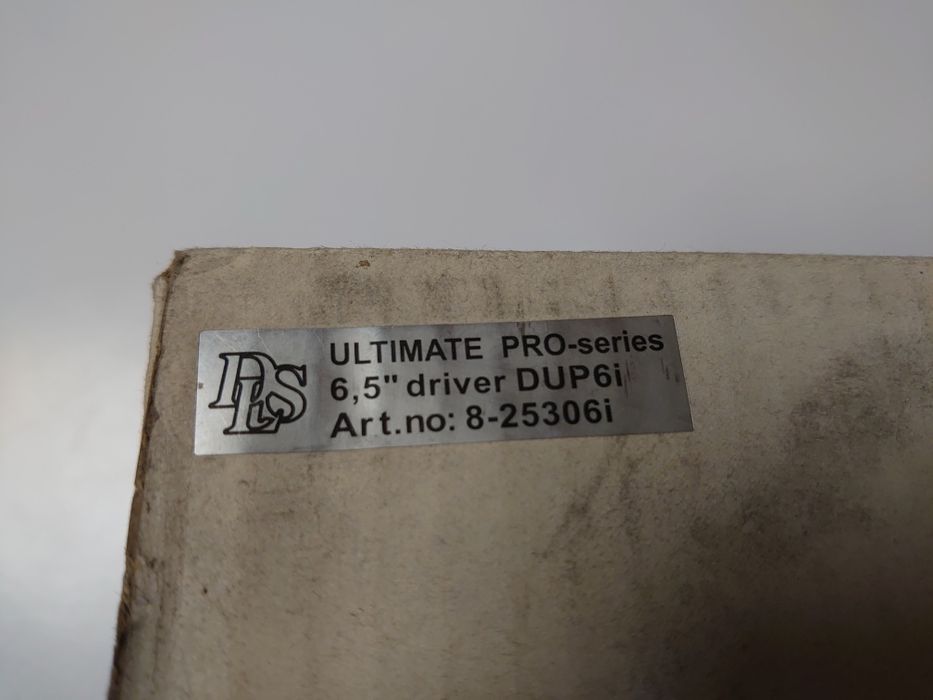 DLS
ULTIMATE PRO-series
6,5" driver DUP6i
Art.no: 8-25306i